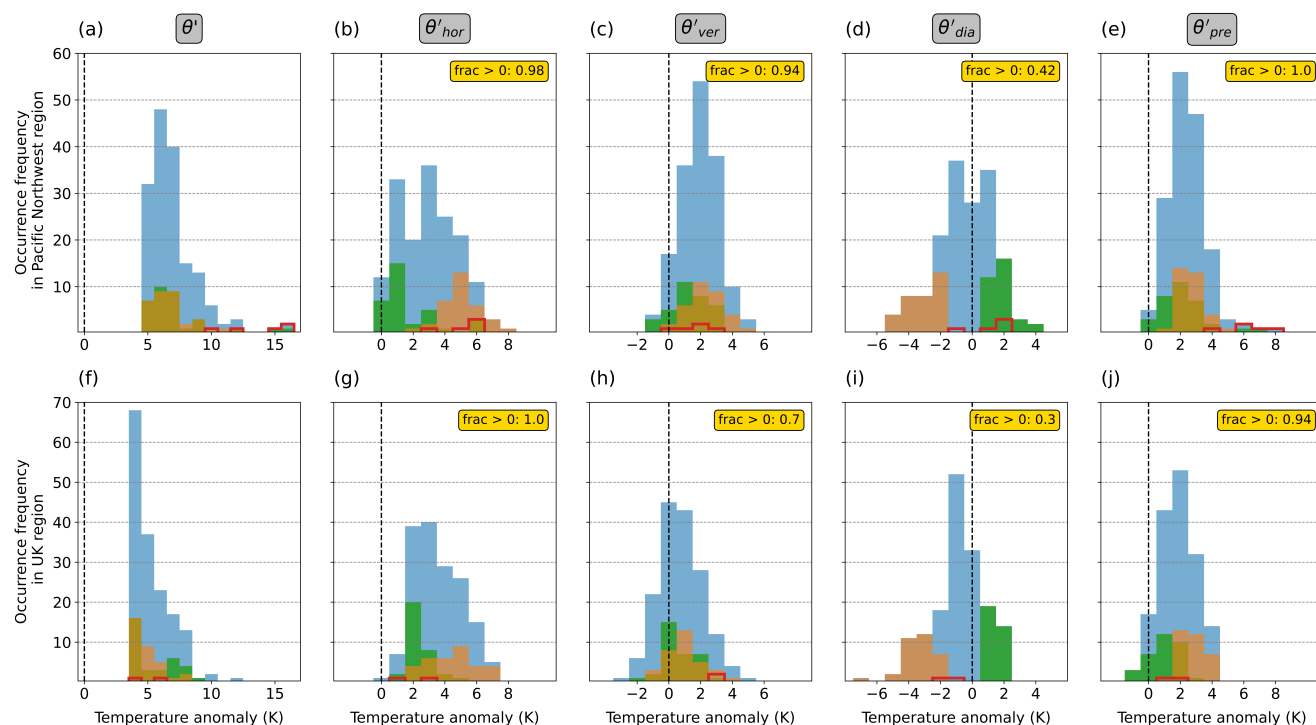 (a) θ' (b) θ'hor (c) θ'ver (d) θ'dia (e) θ'pre
frac > 0: 0.98 frac > 0: 0.94 frac > 0: 0.42 frac > 0: 1.0
Occurrence frequency
in Pacific Northwest region
60
50
40
30
20
10
0 5 10 15 0 2 4 6 8 −2 0 2 4 6 −6 −4 −2 0 2 4 0 2 4 6 8
(f) (g) (h) (i) (j)
frac > 0: 1.0 frac > 0: 0.7 frac > 0: 0.3 frac > 0: 0.94
Occurrence frequency
in UK region
70
60
50
40
30
20
10
0 5 10 15 0 2 4 6 8 −2 0 2 4 6 −6 −4 −2 0 2 4 0 2 4 6 8
Temperature anomaly (K) Temperature anomaly (K) Temperature anomaly (K) Temperature anomaly (K) Temperature anomaly (K)